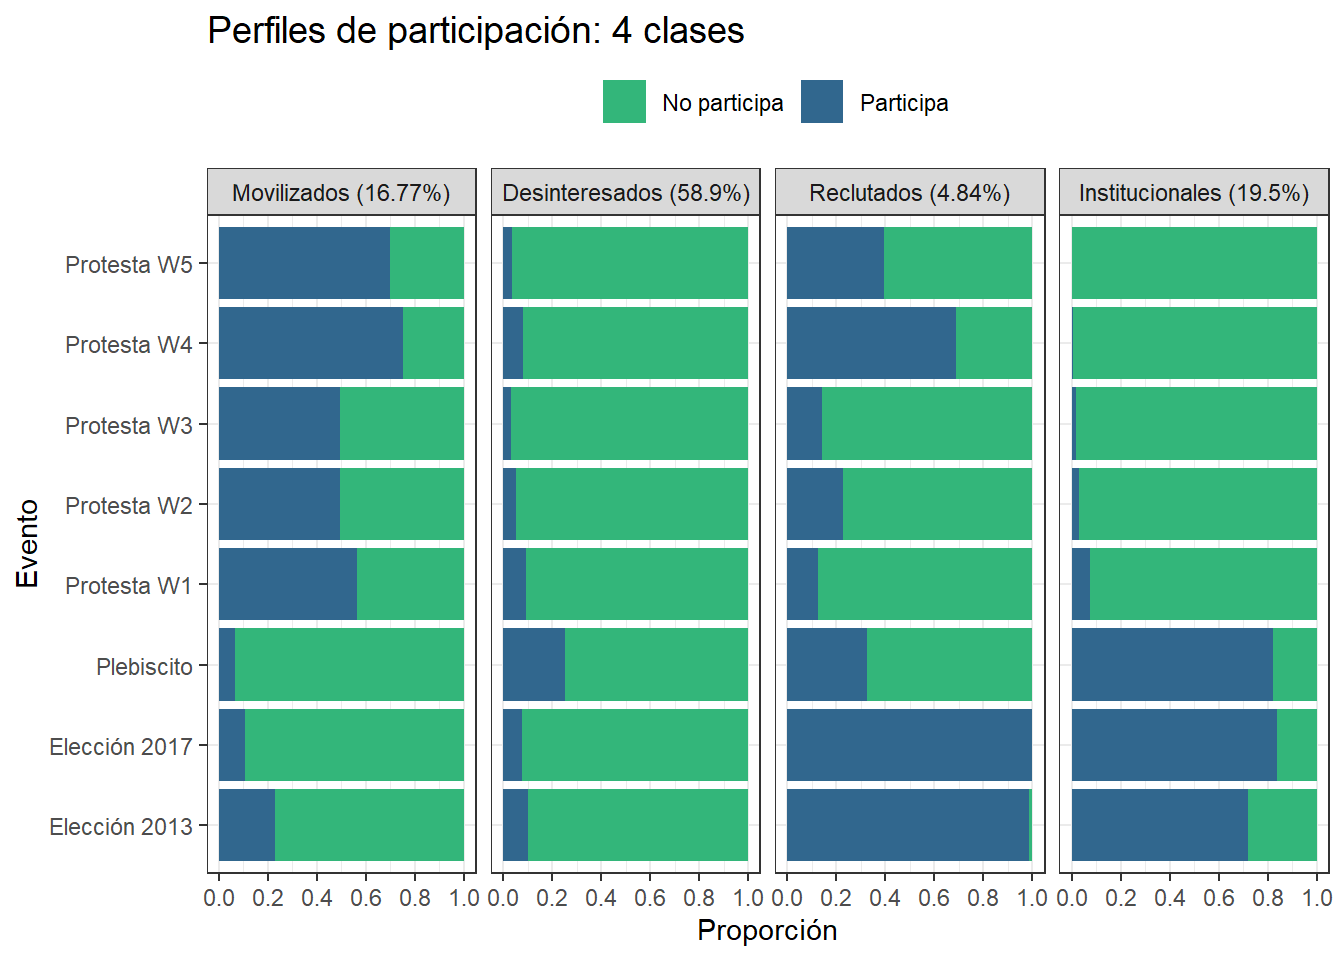 Perfiles de participación: 4 clases
No participa
Participa
Movilizados (16.77%)
Desinteresados (58.9%)
Reclutados (4.84%)
Institucionales (19.5%)
Evento
Protesta W5
Protesta W4
Protesta W3
Protesta W2
Protesta W1
Plebiscito
Elección 2017
Elección 2013
0.0 0.2 0.4 0.6 0.8 1.0
0.0 0.2 0.4 0.6 0.8 1.0
0.0 0.2 0.4 0.6 0.8 1.0
0.0 0.2 0.4 0.6 0.8 1.0
Proporción